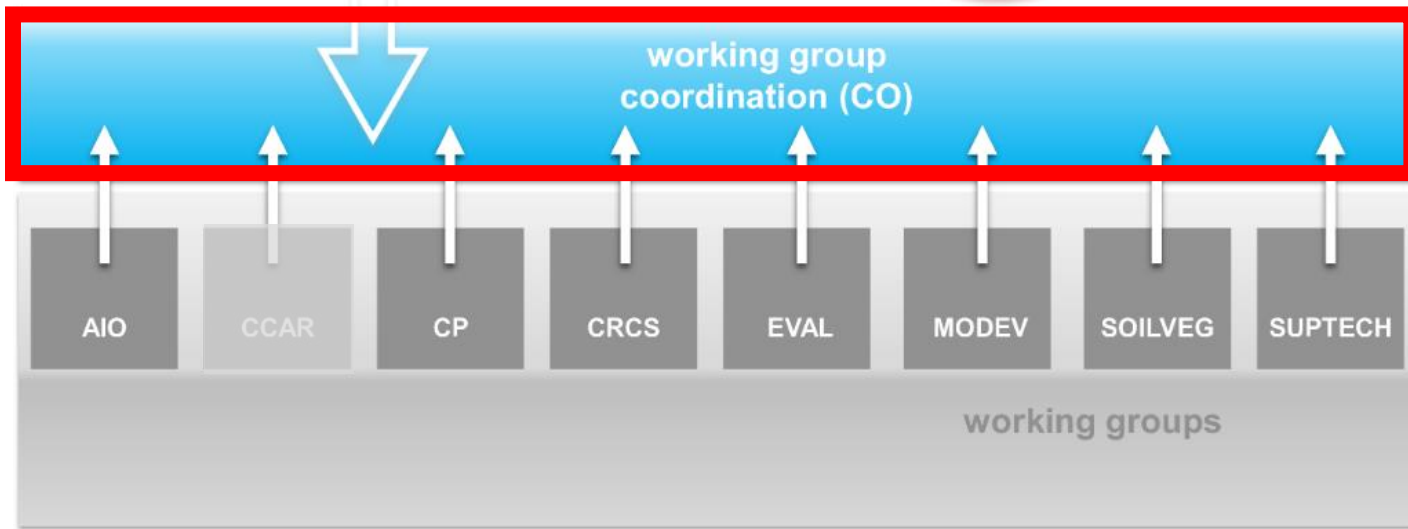 working group
coordination (CO)
AIO CCAR CP CRCS EVAL MODEV SOILVEG SUPTECH
working groups